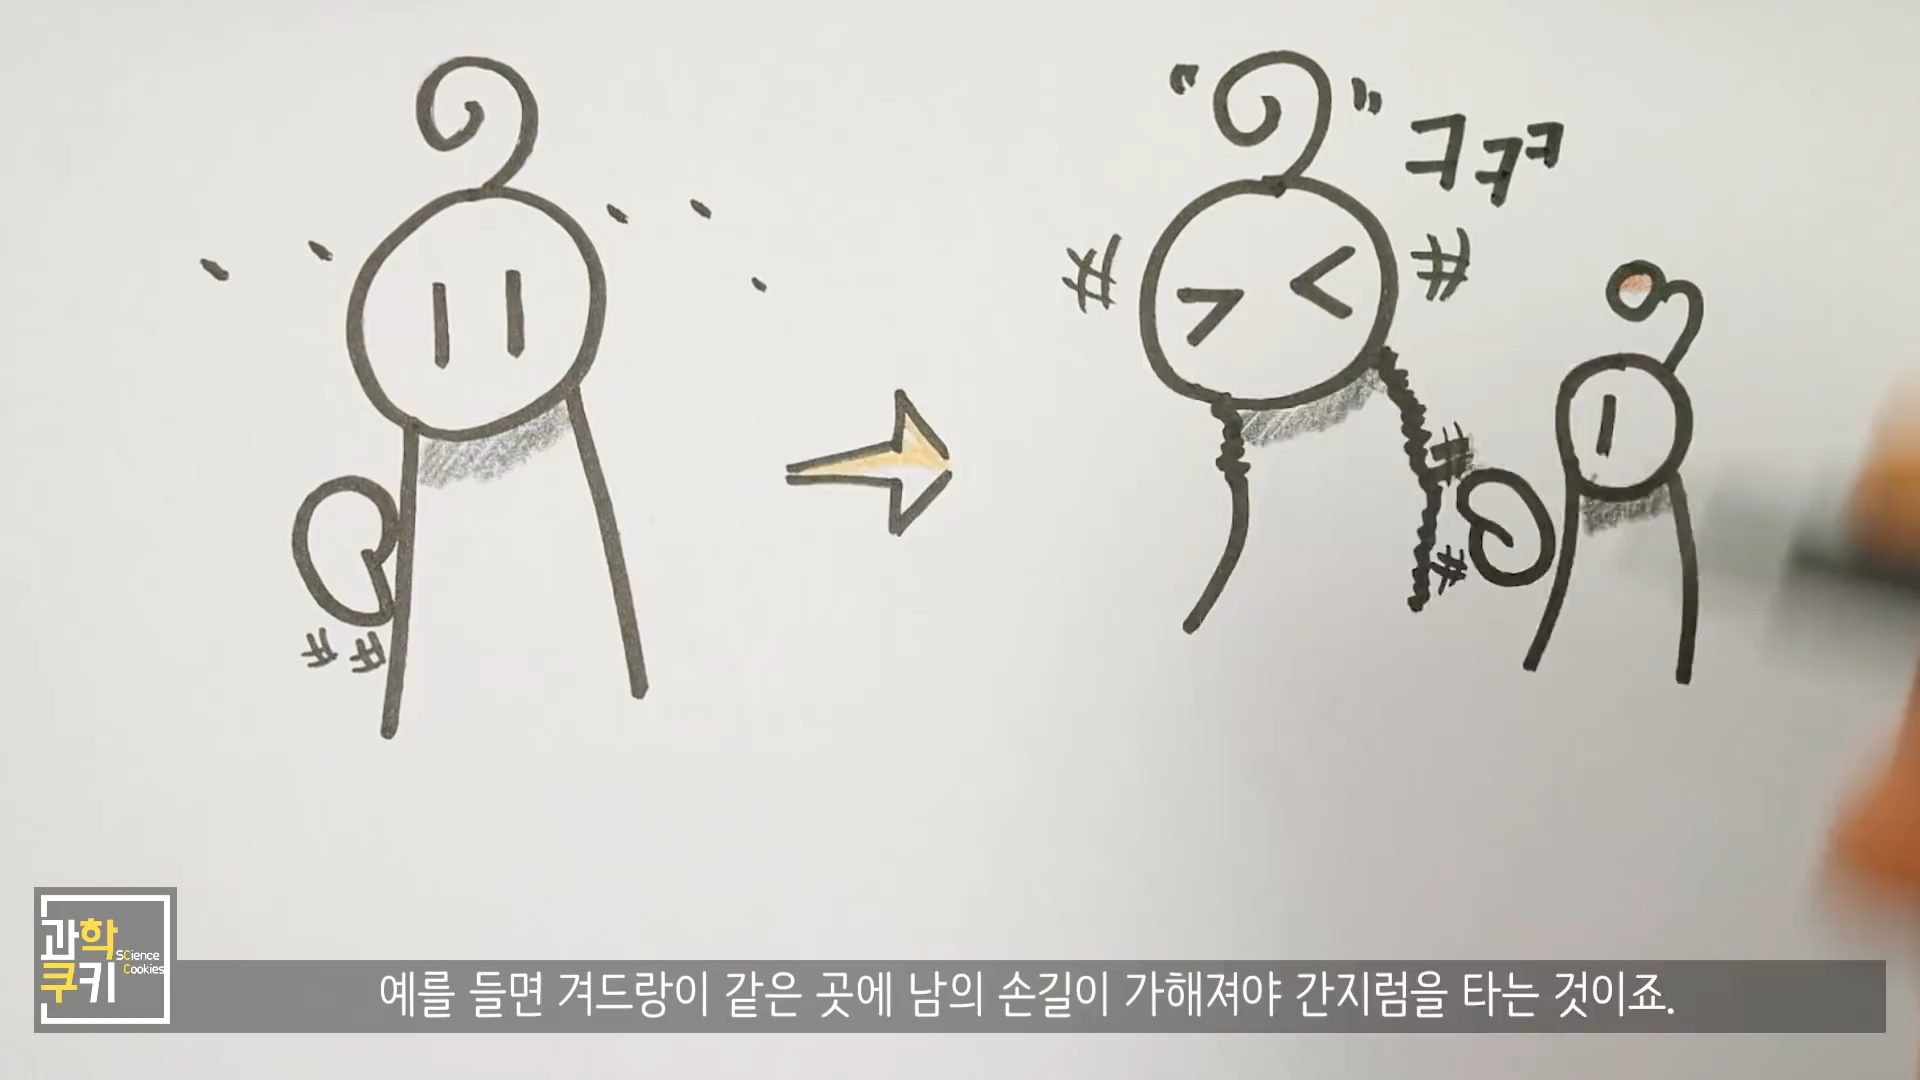 ㅋㅋㅋ
과학
쿠키
SCience
Cookies
예를 들면 겨드랑이 같은 곳에 남의 손길이 가해져야 간지럼을 타는 것이죠.